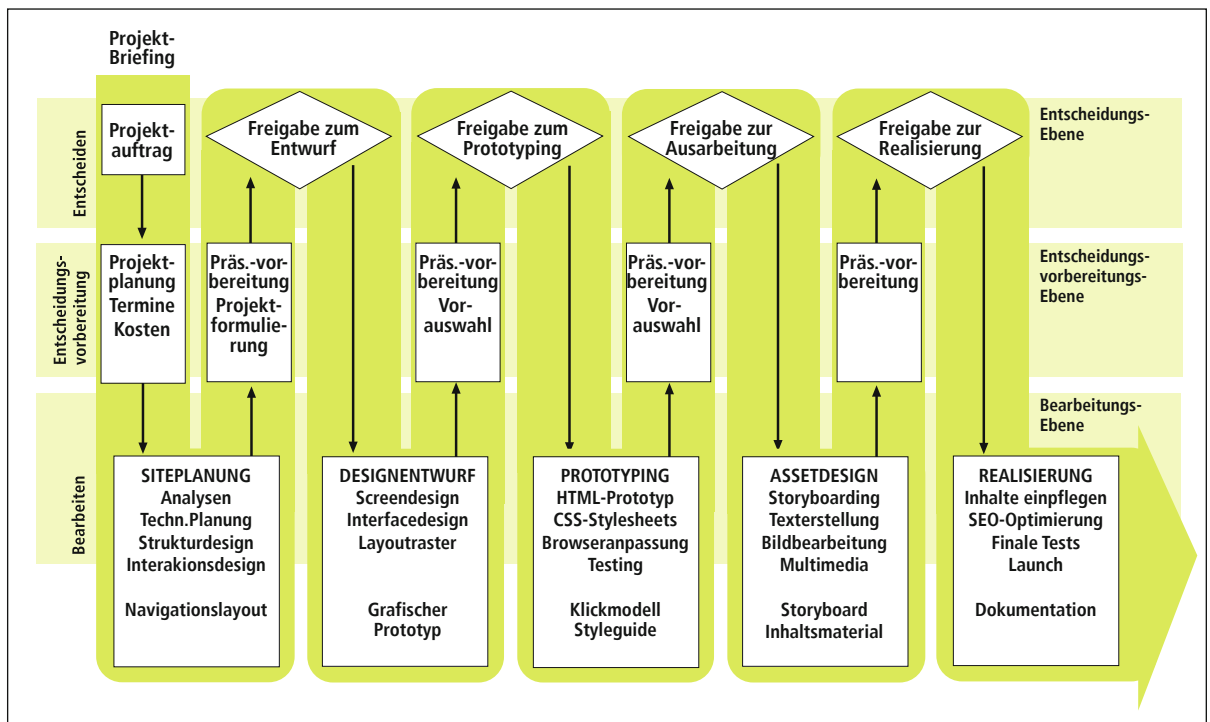 Projekt-
Briefing
Entscheiden
Projekt-
auftrag
Freigabe zum
Entwurf
Freigabe zum
Prototyping
Freigabe zur
Ausarbeitung
Freigabe zur
Realisierung
Entscheidungs-
Ebene
Entscheidungs-
vorbereitung
Projekt-
planung
Termine
Kosten
Präs.-vor-
bereitung
Projekt-
formulie-
rung
Präs.-vor-
bereitung
Vor-
auswahl
Präs.-vor-
bereitung
Vor-
auswahl
Präs.-vor-
bereitung
Entscheidungs-
vorbereitungs-
Ebene
Bearbeitungs-
Ebene
Bearbeiten
SITEPLANUNG
Analysen
Techn.Planung
Strukturdesign
Interakionsdesign
Navigationslayout
DESIGNENTWURF
Screendesign
Interfacedesign
Layoutraster
Grafischer
Prototyp
PROTOTYPING
HTML-Prototyp
CSS-Stylesheets
Browseranpassung
Testing
Klickmodell
Styleguide
ASSETDESIGN
Storyboarding
Texterstellung
Bildbearbeitung
Multimedia
Storyboard
Inhaltsmaterial
REALISIERUNG
Inhalte einpflegen
SEO-Optimierung
Finale Tests
Launch
Dokumentation